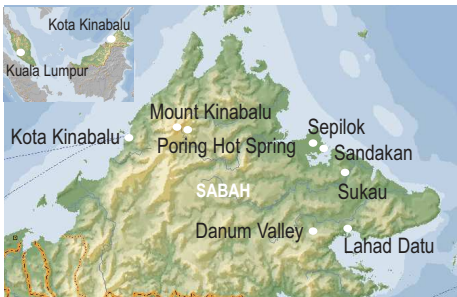 Kota Kinabalu
Kuala Lumpur
Mount Kinabalu
Kota Kinabalu
Poring Hot Spring
Sepilok
Sandakan
SABAH
Sukau
Danum Valley
Lahad Datu